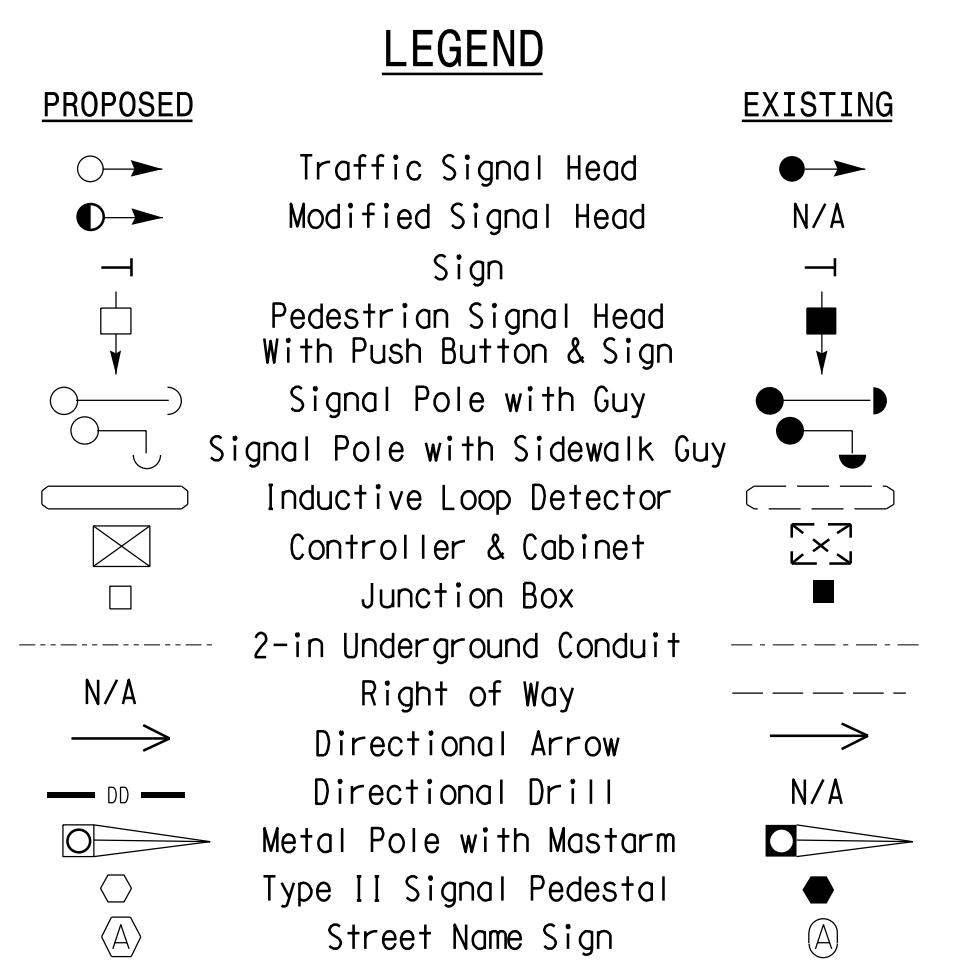 LEGEND
PROPOSED EXISTING
Traffic Signal Head
Modified Signal Head N/A
Sign
Pedestrian Signal Head
With Push Button & Sign
Signal Pole with Guy
Signal Pole with Sidewalk Guy
Inductive Loop Detector
Controller & Cabinet
Junction Box
2-in Underground Conduit
N/A Right of Way
Directional Arrow
DD Directional Drill N/A
Metal Pole with Mastarm
Type II Signal Pedestal
A Street Name Sign A